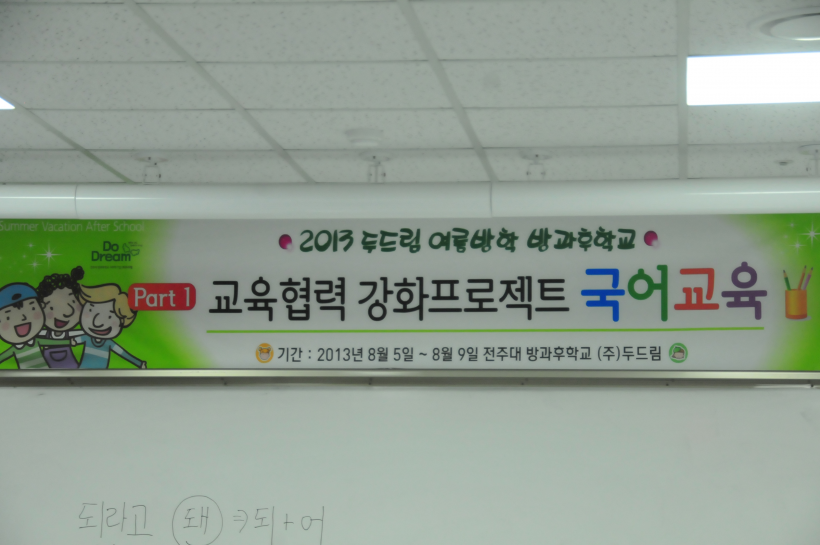 Summer Vacation After School
Do
Dream
2013 두드림 여름방학 방과후학교
Part 1 교육협력 강화프로젝트 국어교육
기간 : 2013년 8월 5일 ~ 8월 9일 전주대 방과후학교 (주)두드림
되라고 돼 ⇒ 되+어